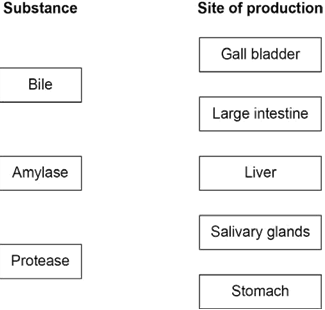 Substance
Site of production
Gall bladder
Bile
Large intestine
Amylase
Liver
Salivary glands
Protease
Stomach